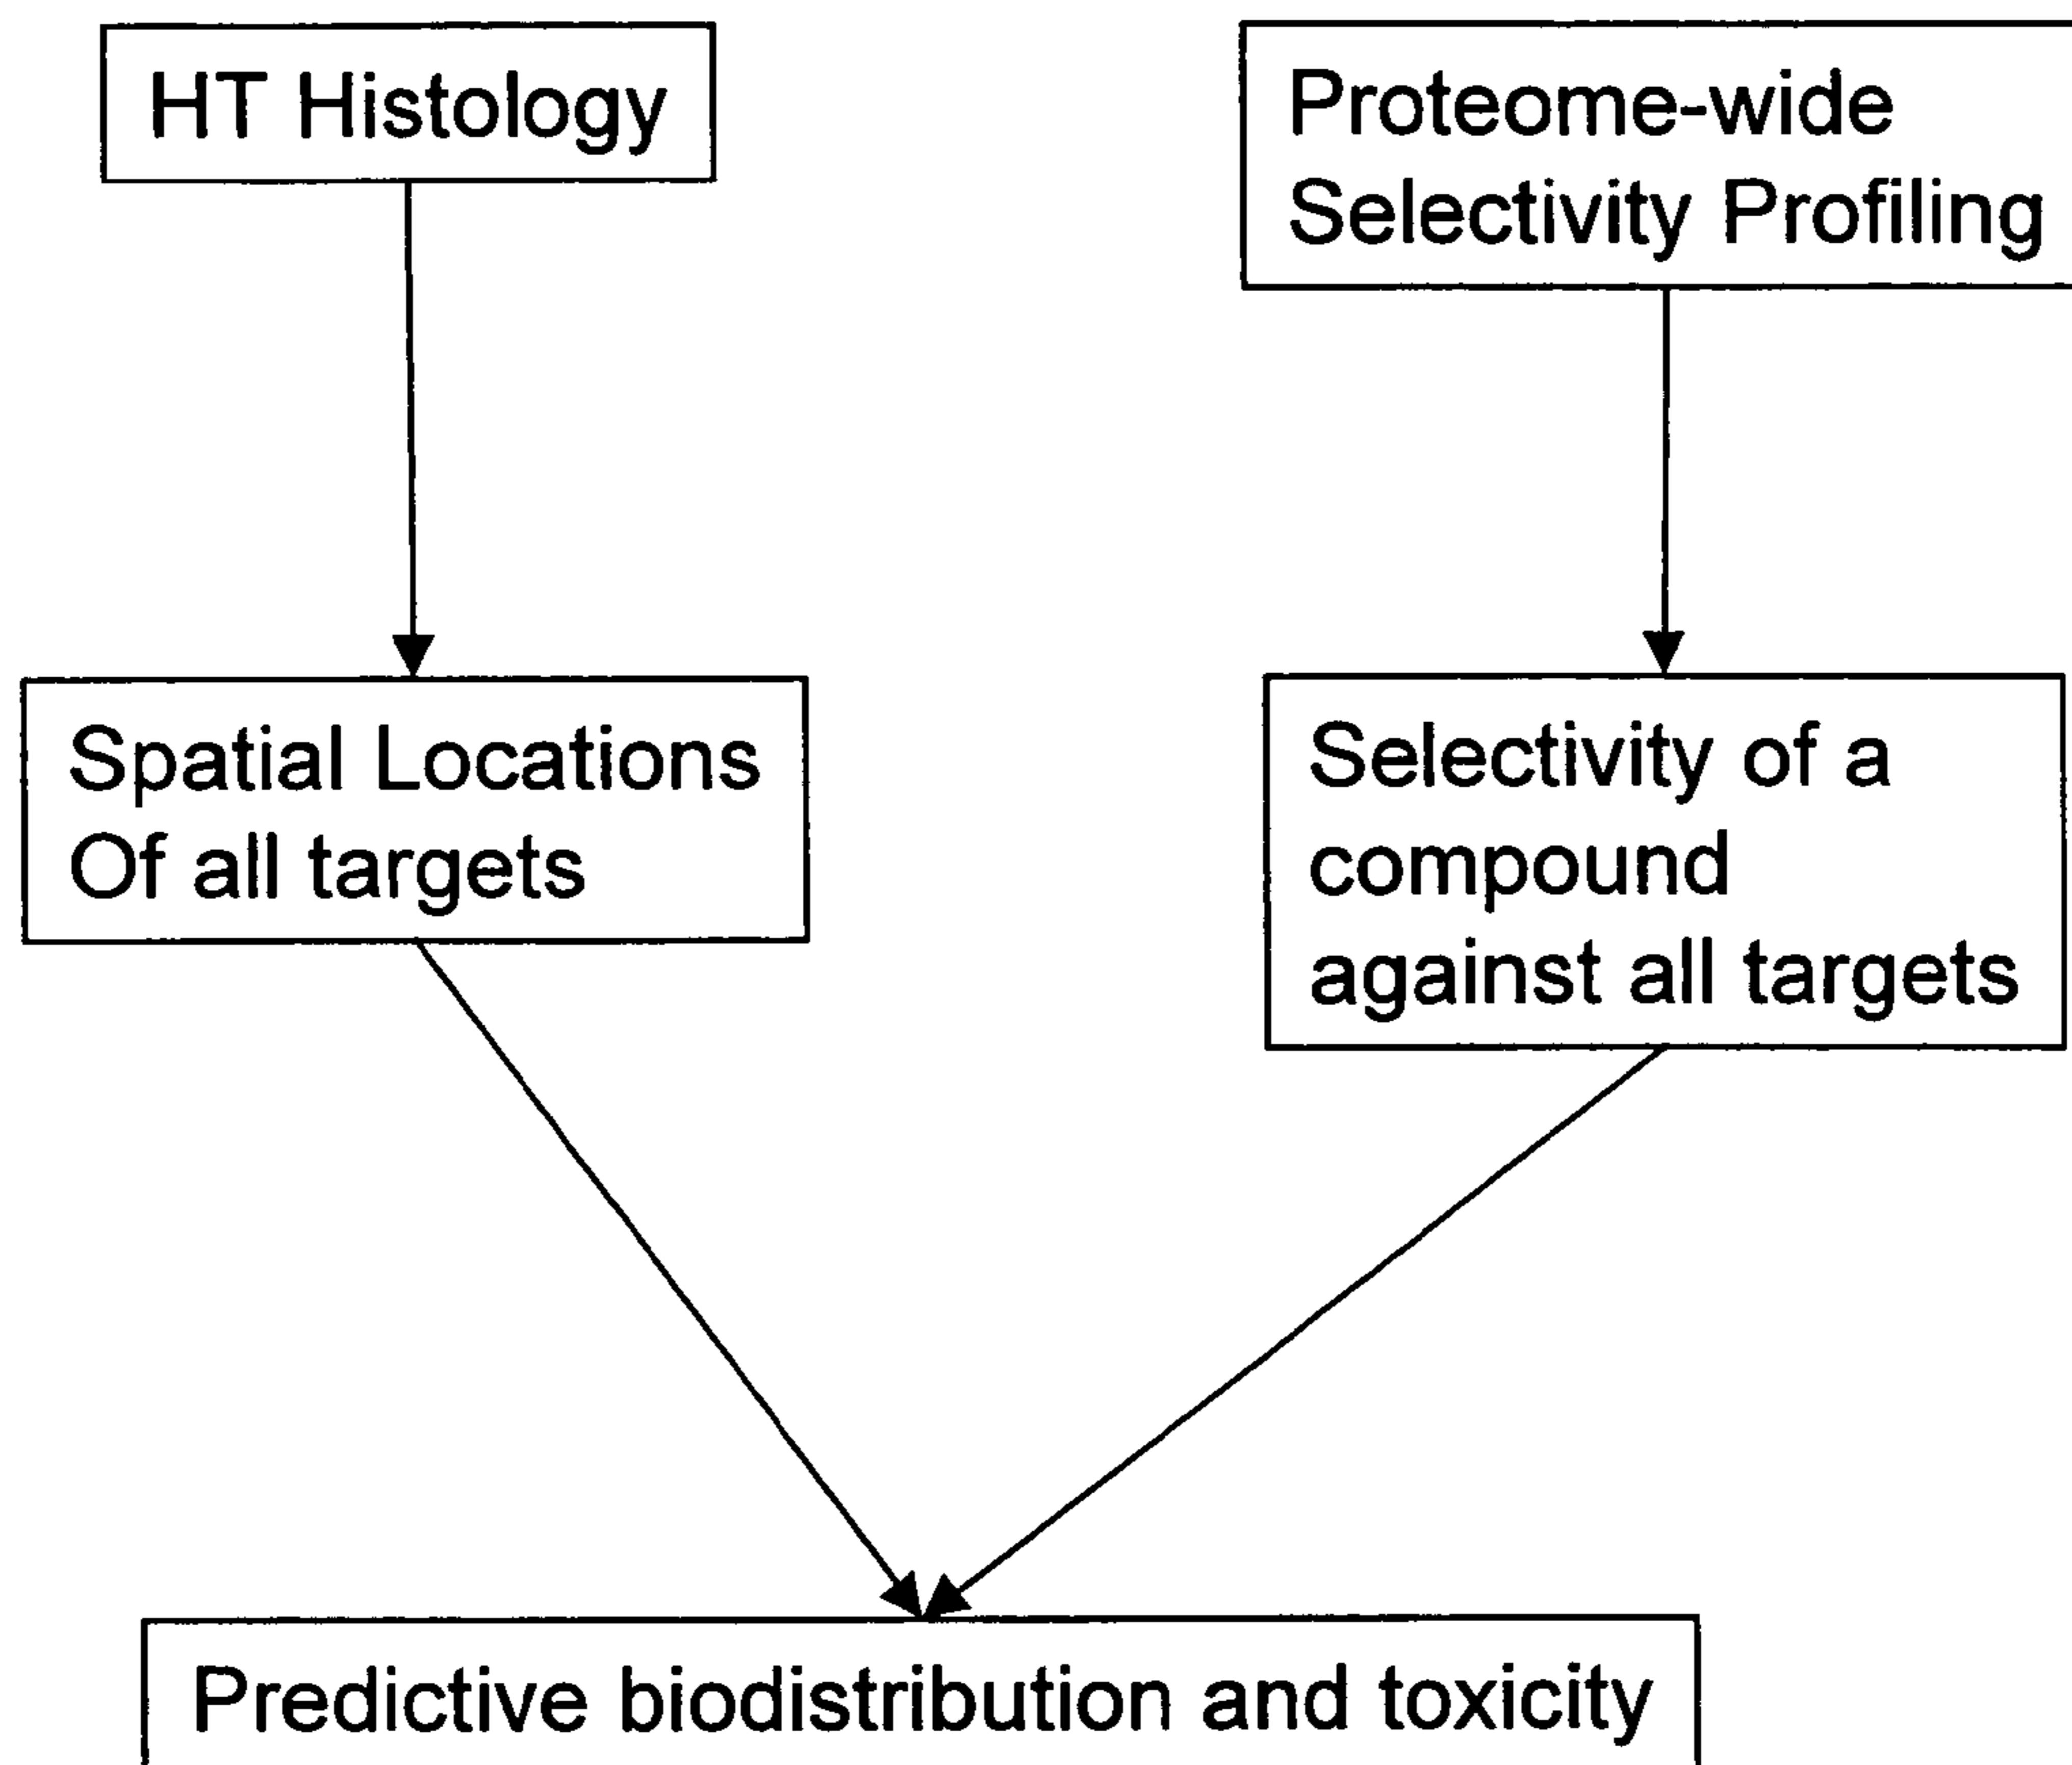 HT Histology
Proteome-wide
Selectivity Profiling
Spatial Locations
Of all targets
Selectivity of a
compound
against all targets
Predictive biodistribution and toxicity